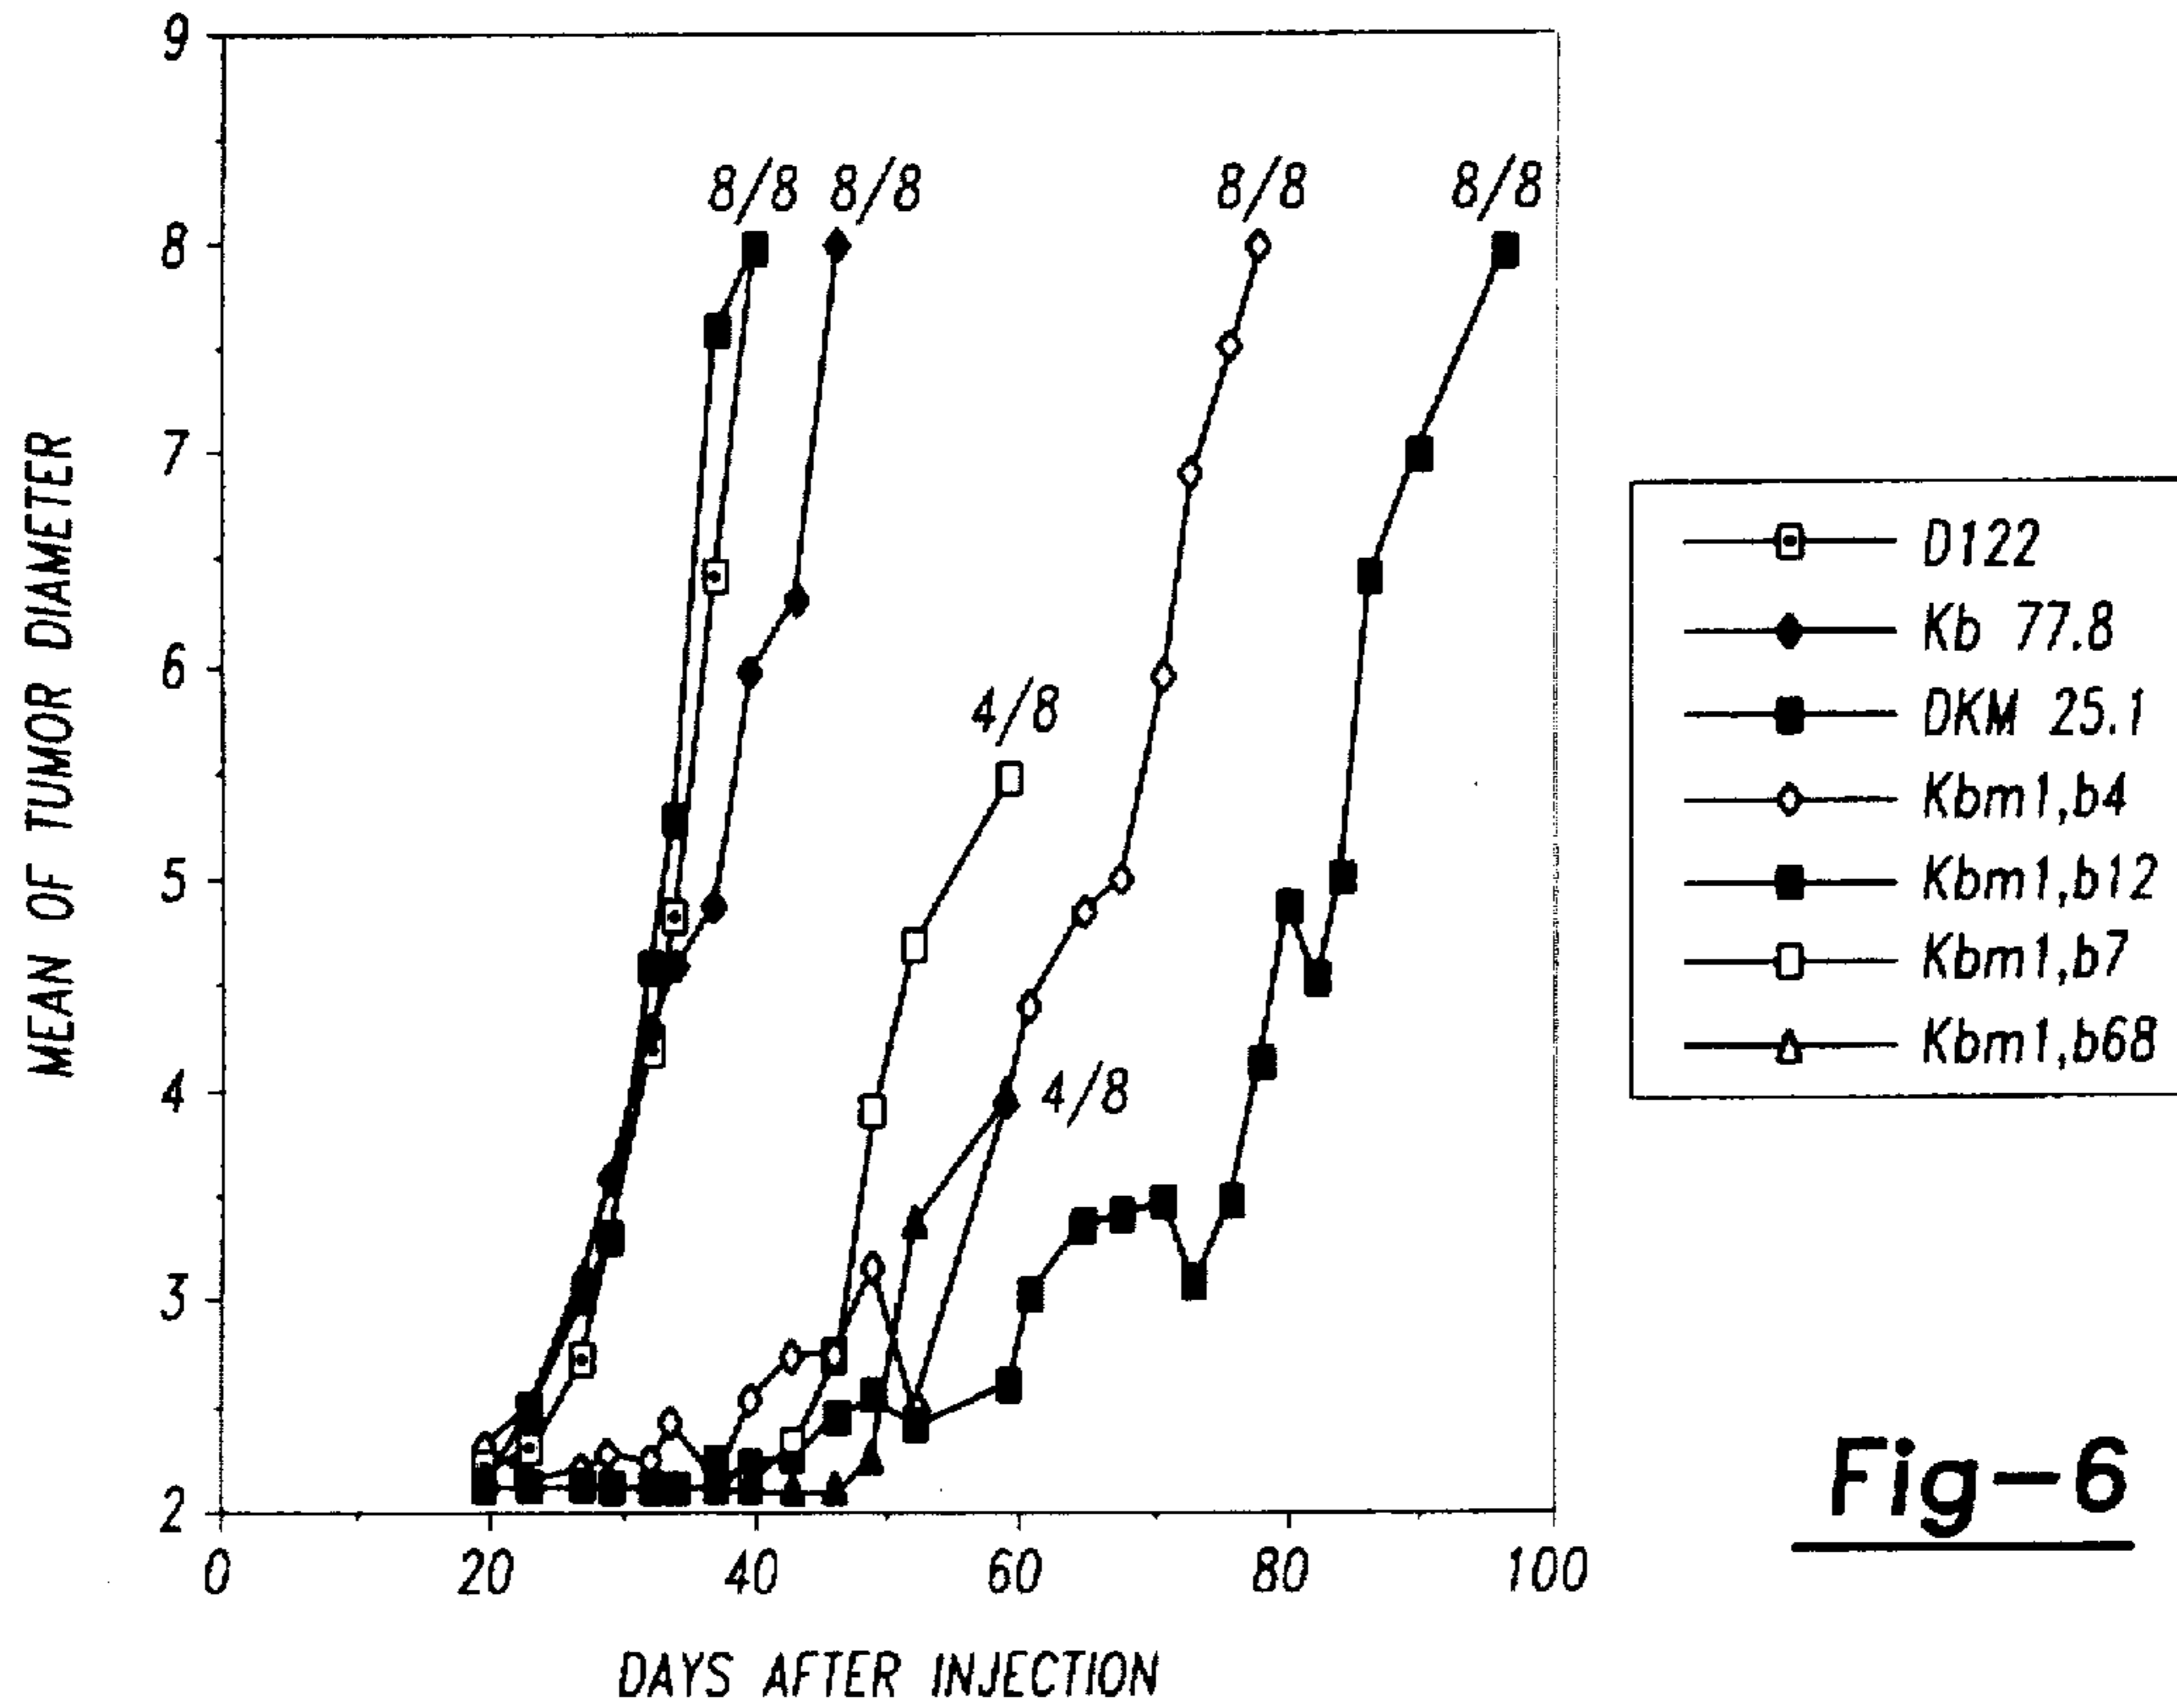 9
8/8 8/8 8/8 8/8
8
7
6
4/8
5
4
4/8
3
2
0 20 40 60 80 100
MEAN OF TUMOR DIAMETER
DAYS AFTER INJECTION
D122
Kb 77.8
DKM 25.1
Kbm1,b4
Kbm1,b12
Kbm1,b7
Kbm1,b68
Fig-6